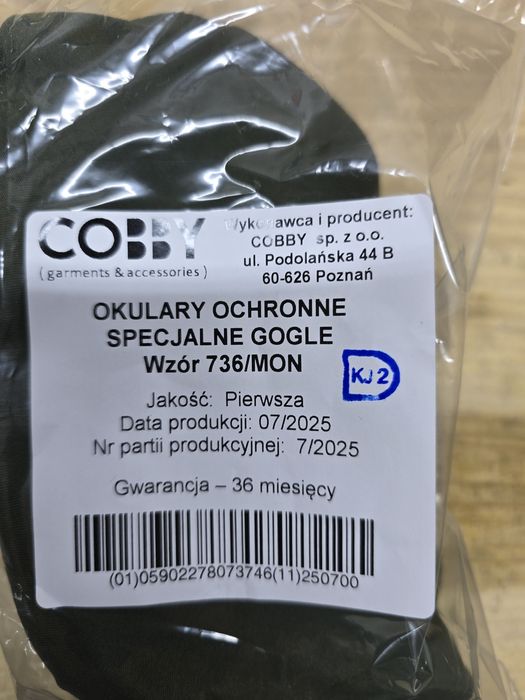 COBBY
( garments & accessories )
Wykonawca i producent:
COBBY sp. z o.o.
ul. Podolańska 44 B
60-626 Poznań
OKULARY OCHRONNE
SPECJALNE GOGLE
Wzór 736/MON
KJ 2
Jakość: Pierwsza
Data produkcji: 07/2025
Nr partii produkcyjnej: 7/2025
Gwarancja – 36 miesięcy
(01)05902278073746(11)250700